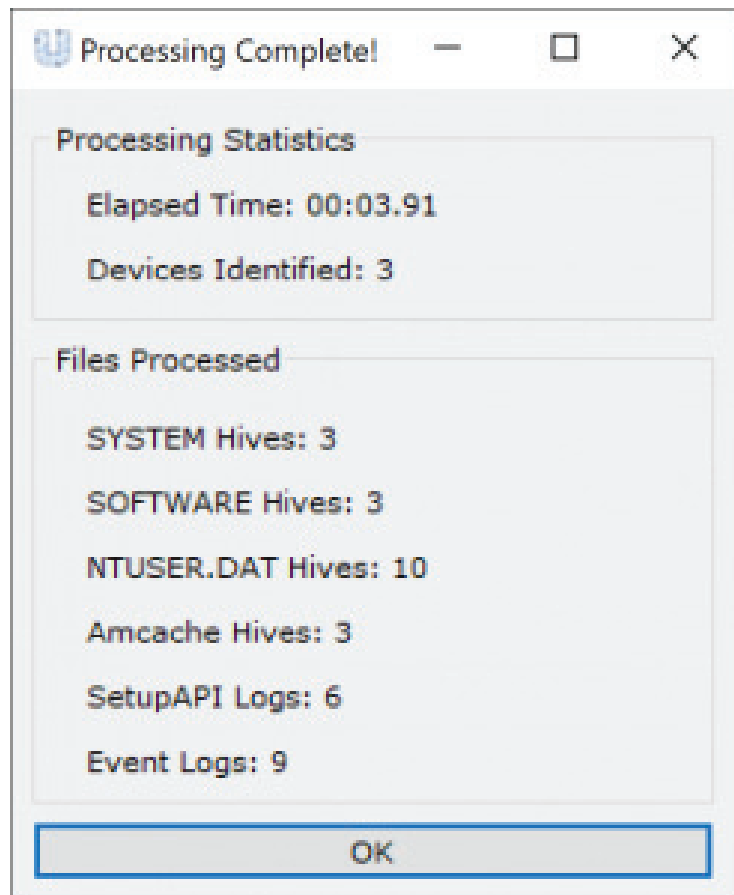 Processing Complete!
Processing Statistics
Elapsed Time: 00:03.91
Devices Identified: 3
Files Processed
SYSTEM Hives: 3
SOFTWARE Hives: 3
NTUSER.DAT Hives: 10
Amcache Hives: 3
SetupAPI Logs: 6
Event Logs: 9
OK